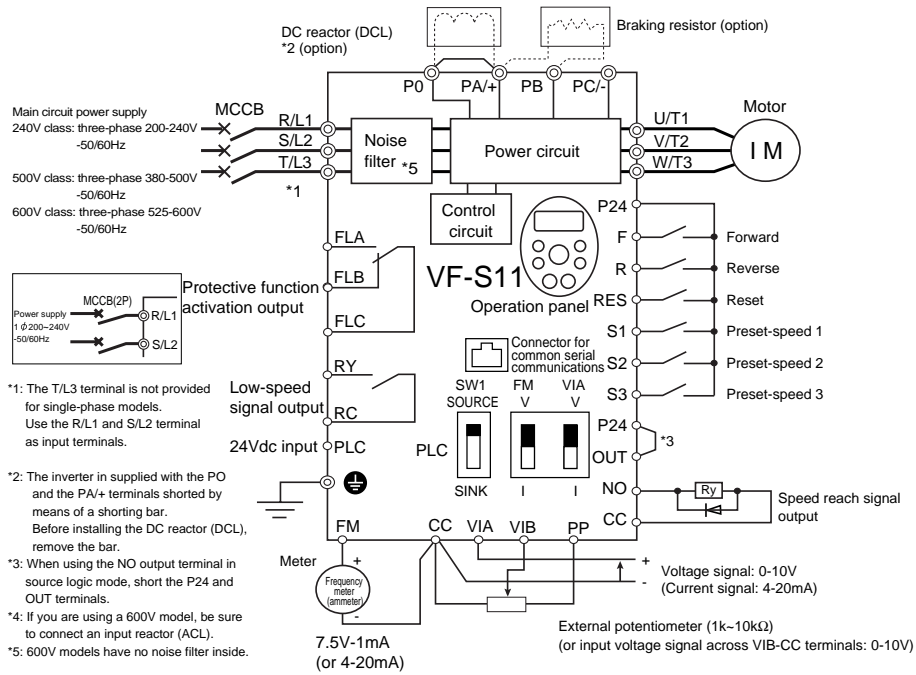 DC reactor (DCL)
*2 (option)
Braking resistor (option)
P0
PA/+
PB
PC/-
Main circuit power supply
240V class: three-phase 200-240V
-50/60Hz
500V class: three-phase 380-500V
-50/60Hz
600V class: three-phase 525-600V
-50/60Hz
MCCB
R/L1
S/L2
T/L3
*1
Noise
filter *5
Power circuit
Control
circuit
U/T1
V/T2
W/T3
Motor
I M
FLA
FLB
FLC
Protective function
activation output
VF-S11
Operation panel
P24
F
Forward
R
Reverse
RES
Reset
S1
Preset-speed 1
S2
Preset-speed 2
S3
Preset-speed 3
MCCB(2P)
Power supply
1ϕ200~240V
-50/60Hz
R/L1
S/L2
Connector for
common serial
communications
RY
RC
Low-speed
signal output
24Vdc input
PLC
SW1
SOURCE
PLC
SINK
FM
V
I
VIA
V
I
P24
OUT
*3
NO
CC
Ry
Speed reach signal
output
*1: The T/L3 terminal is not provided
for single-phase models.
Use the R/L1 and S/L2 terminal
as input terminals.
*2: The inverter in supplied with the PO
and the PA/+ terminals shorted by
means of a shorting bar.
Before installing the DC reactor (DCL),
remove the bar.
*3: When using the NO output terminal in
source logic mode, short the P24 and
OUT terminals.
*4: If you are using a 600V model, be sure
to connect an input reactor (ACL).
*5: 600V models have no noise filter inside.
FM
CC
VIA
VIB
PP
Meter
+
Frequency
meter
(ammeter)
-
7.5V-1mA
(or 4-20mA)
+
-
Voltage signal: 0-10V
(Current signal: 4-20mA)
External potentiometer (1k~10kΩ)
(or input voltage signal across VIB-CC terminals: 0-10V)